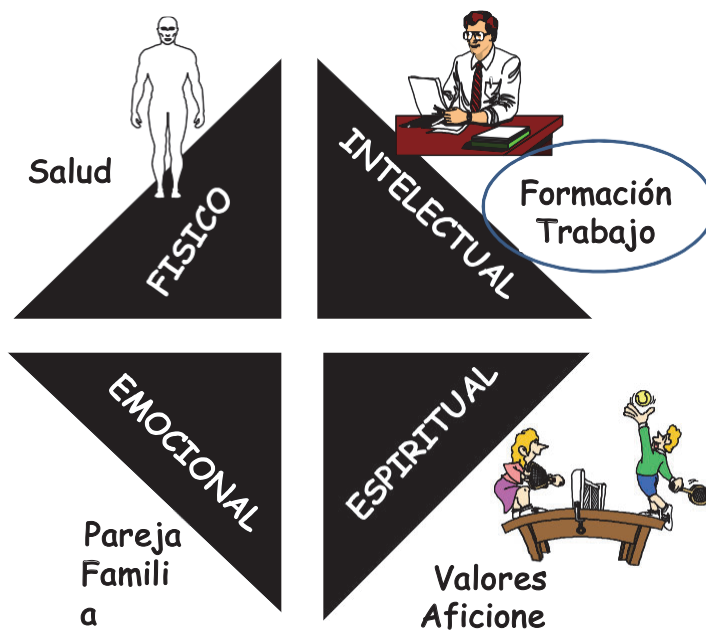 Salud
FISICO
INTELECTUAL
Formación
Trabajo
EMOCIONAL
ESPIRITUAL
Pareja
Famili
a
Valores
Aficione